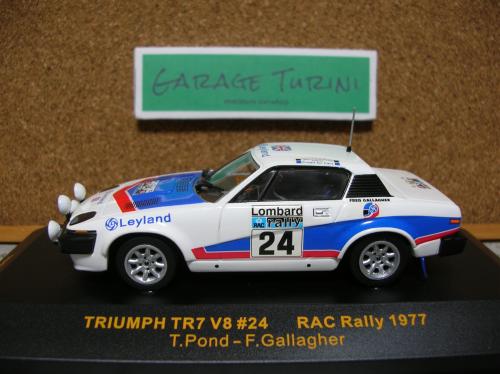 GARAGE TURINI
Leyland
FRED GALLAGHER
Lombard
RAC rally
24
TRIUMPH TR7 V8 #24 RAC Rally 1977
T.Pond - F.Gallagher